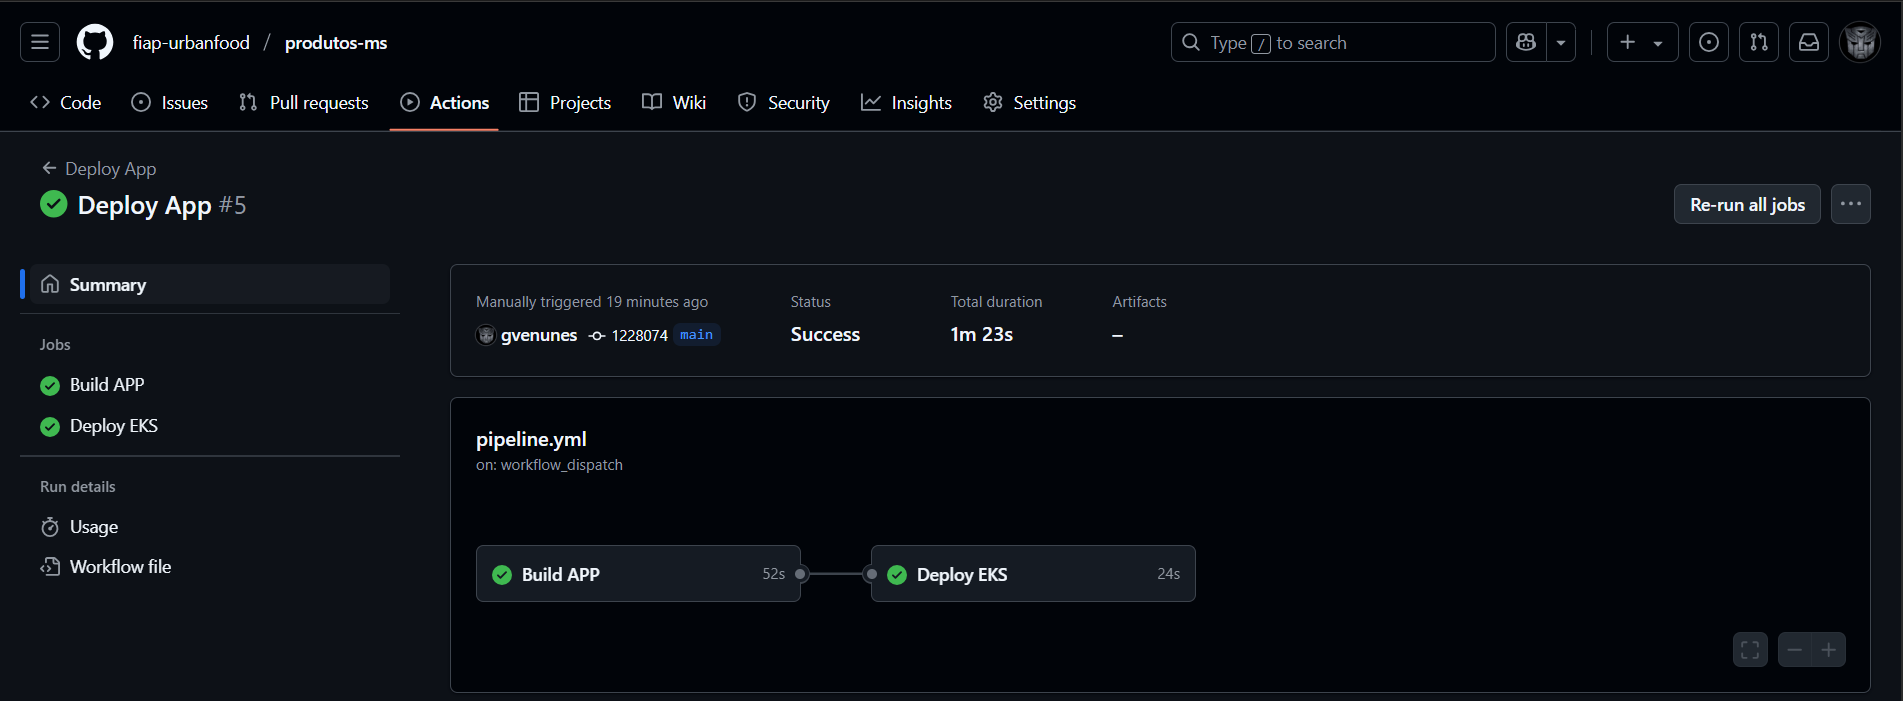 fiap-urbanfood / produtos-ms
Type / to search
Code
Issues
Pull requests
Actions
Projects
Wiki
Security
Insights
Settings
Deploy App
Deploy App #5
Re-run all jobs
Summary
Jobs
Build APP
Deploy EKS
Run details
Usage
Workflow file
Manually triggered 19 minutes ago
gvenunes 1228074 main
Status
Success
Total duration
1m 23s
Artifacts
–
pipeline.yml
on: workflow_dispatch
Build APP 52s
Deploy EKS 24s